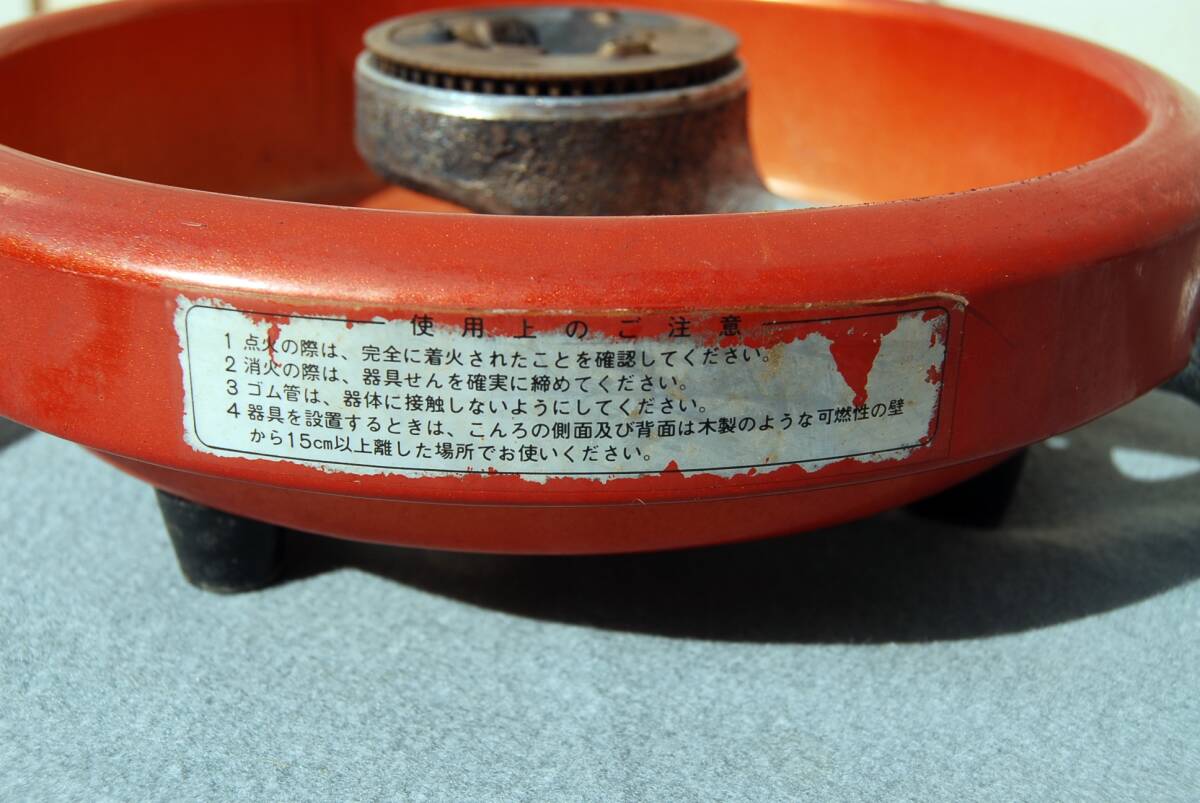 使用上のご注意
1 点火の際は、完全に着火されたことを確認してください。
2 消火の際は、器具せんを確実に締めてください。
3 ゴム管は、器体に接触しないようにしてください。
4 器具を設置するときは、こんろの側面及び背面は木製のような可燃性の壁
から15cm以上離した場所でお使いください。